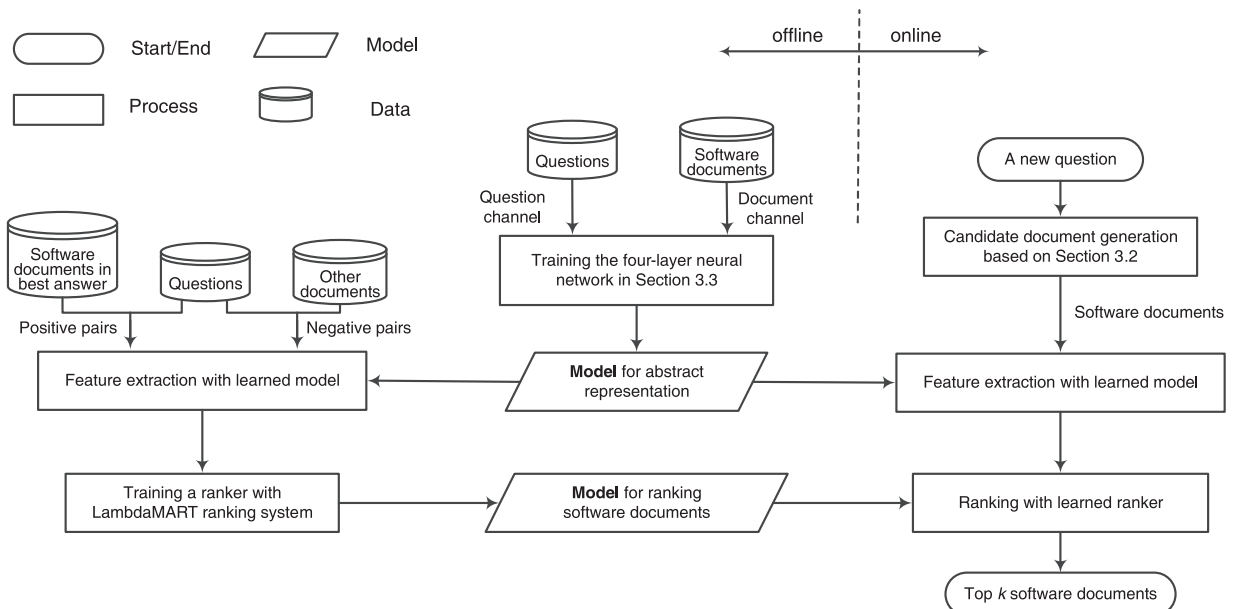 Start/End
Model
Process
Data
offline
online
Questions
Software
documents
Question
channel
Document
channel
A new question
Software
documents in
best answer
Questions
Other
documents
Training the four-layer neural
network in Section 3.3
Candidate document generation
based on Section 3.2
Positive pairs
Negative pairs
Software documents
Feature extraction with learned model
Model for abstract
representation
Feature extraction with learned model
Training a ranker with
LambdaMART ranking system
Model for ranking
software documents
Ranking with learned ranker
Top k software documents